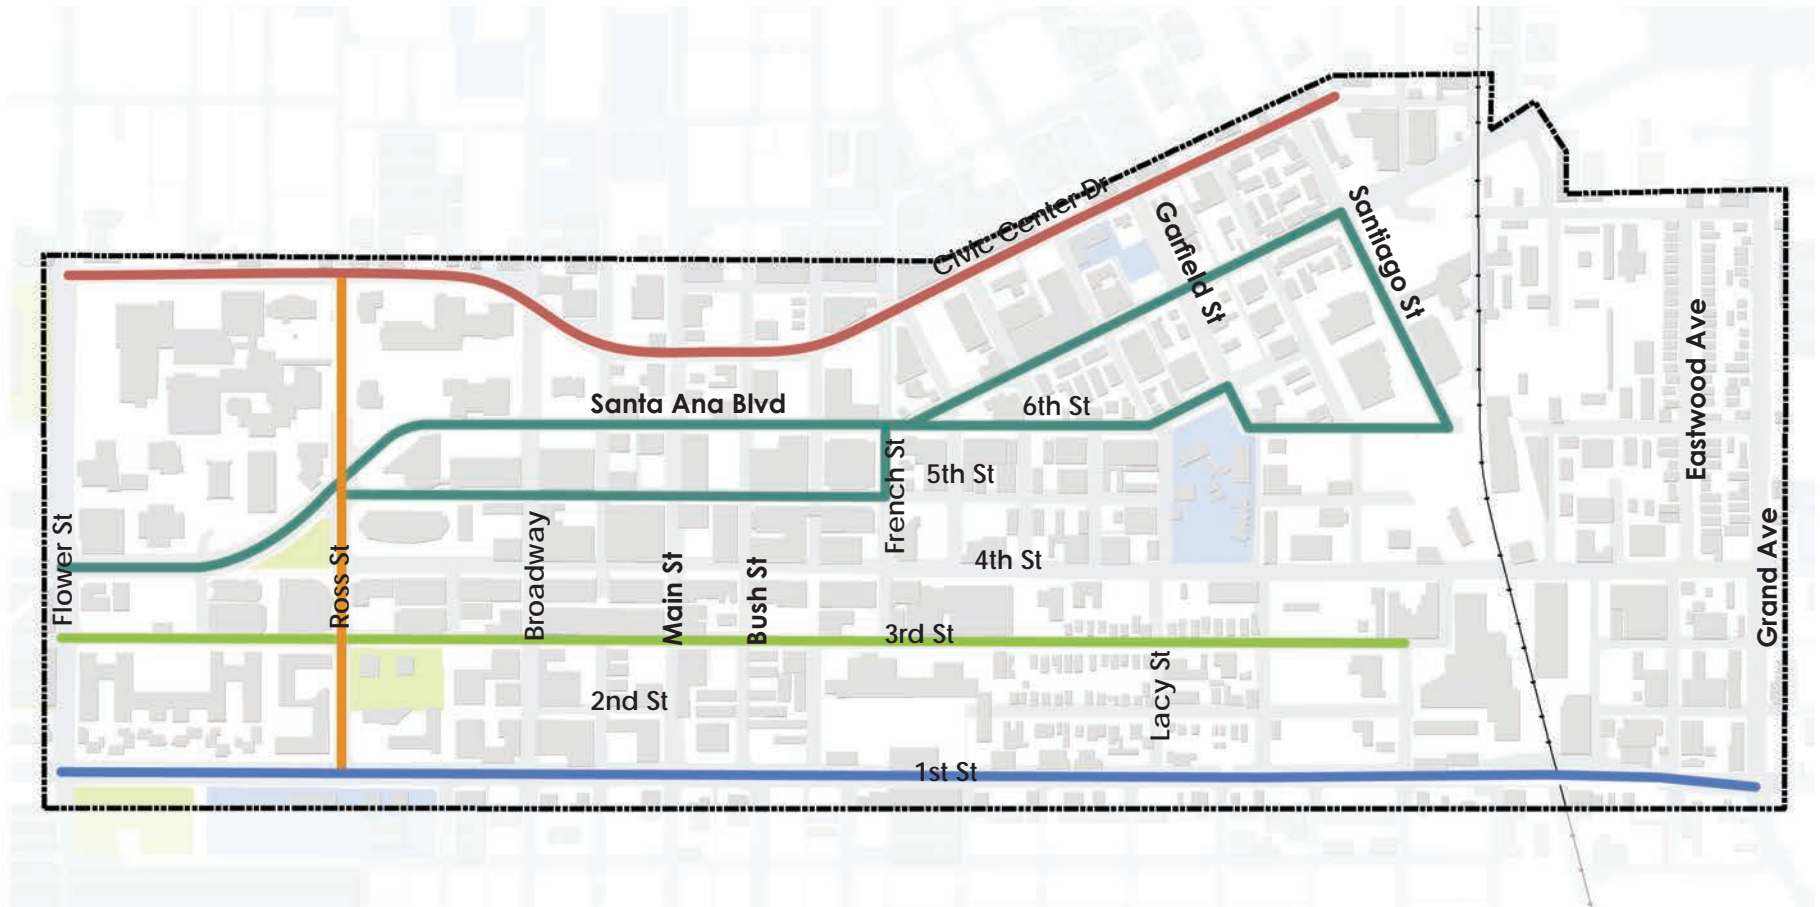 Civic Center Dr
Garfield St
Santiago St
Santa Ana Blvd
6th St
Eastwood Ave
French St
5th St
Flower St
Ross St
Broadway
Main St
Bush St
4th St
Grand Ave
3rd St
Lacy St
2nd St
1st St